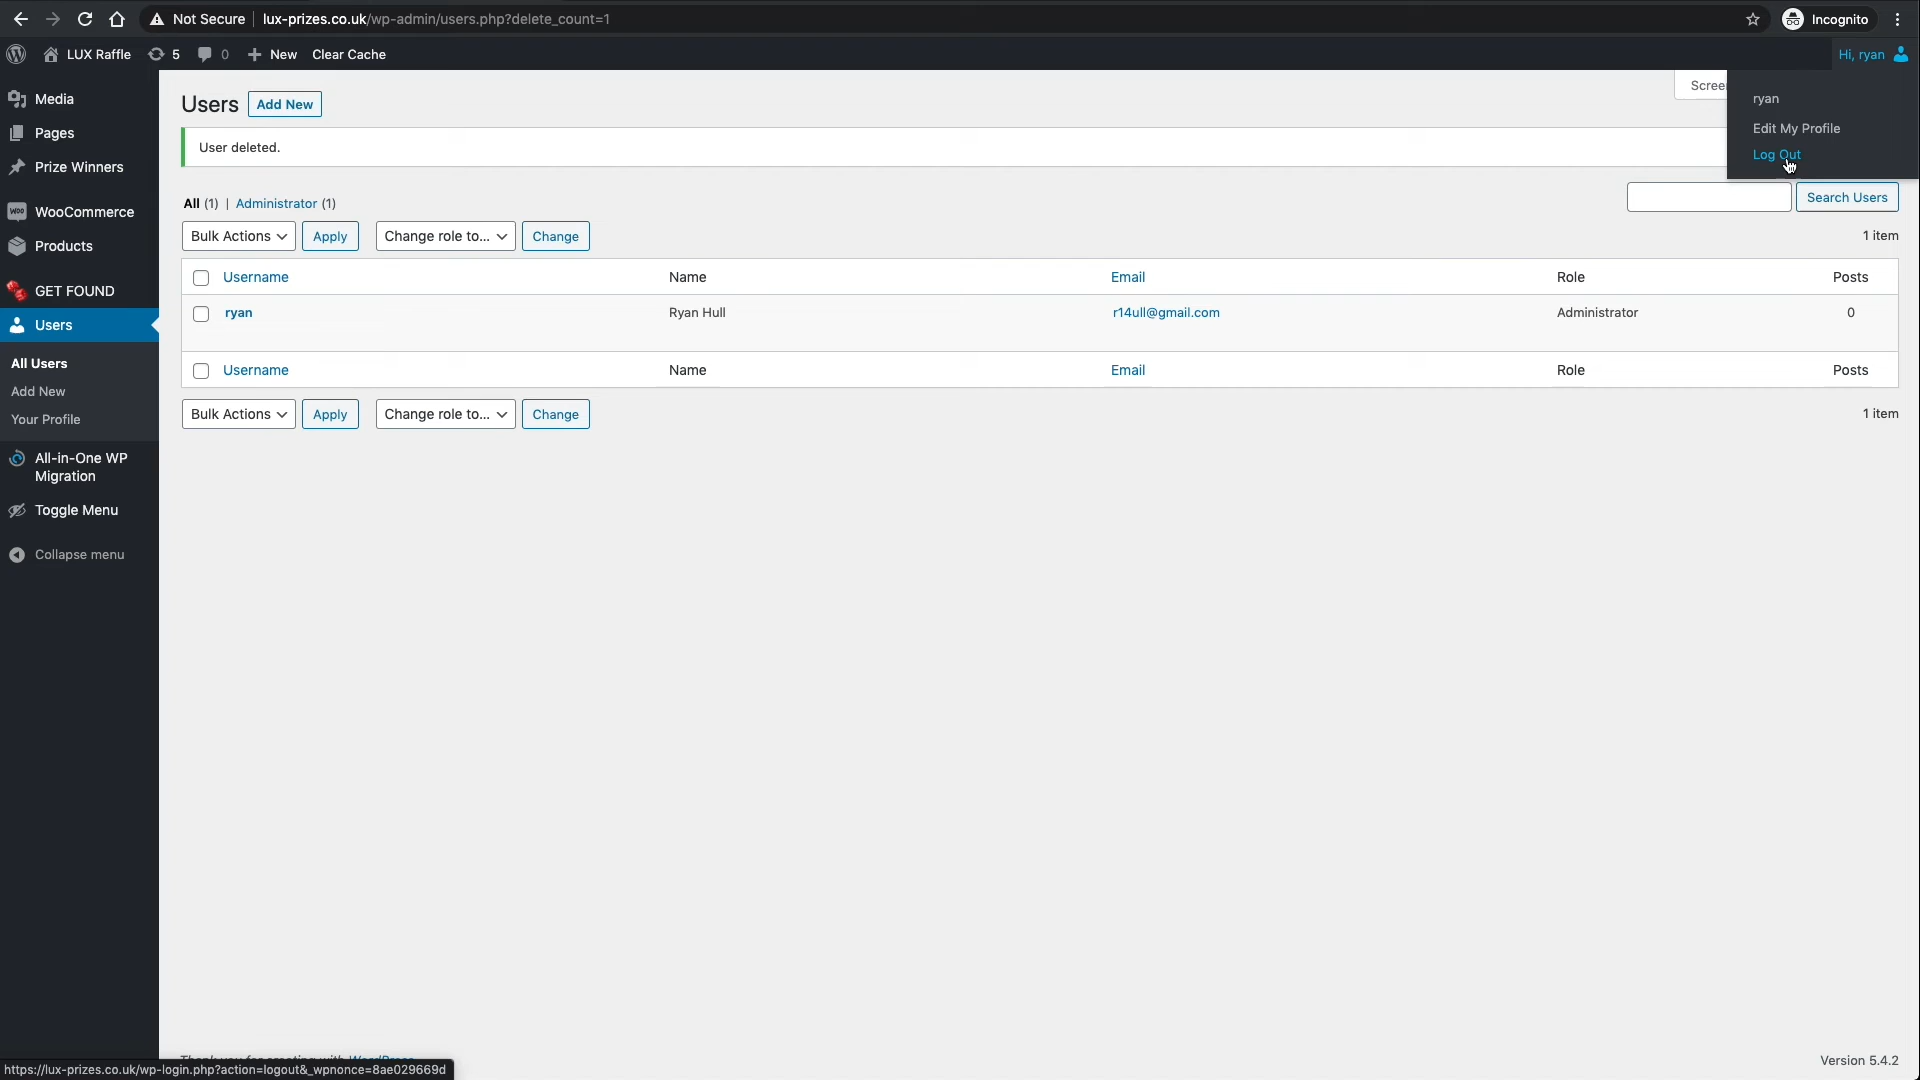 Not Secure
lux-prizes.co.uk/wp-admin/users.php?delete_count=1
Incognito
LUX Raffle
5
0
New
Clear Cache
Hi, ryan
Media
Pages
Prize Winners
WooCommerce
Products
GET FOUND
Users
All Users
Add New
Your Profile
All-in-One WP
Migration
Toggle Menu
Collapse menu
Users
Add New
ryan
Edit My Profile
Log Out
User deleted.
All (1) | Administrator (1)
Search Users
Bulk Actions
Apply
Change role to...
Change
1 item
Username Name Email Role Posts
ryan Ryan Hull r14ull@gmail.com Administrator 0
Username Name Email Role Posts
Bulk Actions
Apply
Change role to...
Change
1 item
Version 5.4.2
https://lux-prizes.co.uk/wp-login.php?action=logout&_wpnonce=8ae029669d